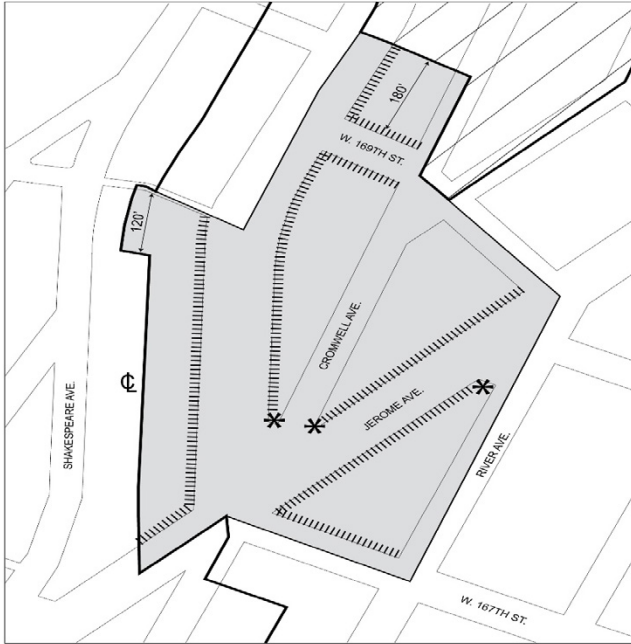 180'
W. 169TH ST.
120'
CROMWELL AVE.
℄
JEROME AVE.
SHAKESPEARE AVE.
RIVER AVE.
W. 167TH ST.